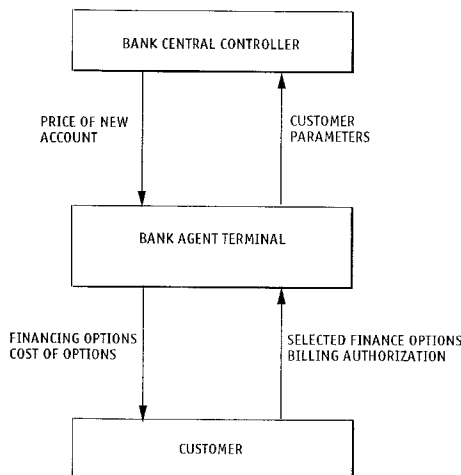 BANK CENTRAL CONTROLLER
PRICE OF NEW
ACCOUNT
CUSTOMER
PARAMETERS
BANK AGENT TERMINAL
FINANCING OPTIONS
COST OF OPTIONS
SELECTED FINANCE OPTIONS
BILLING AUTHORIZATION
CUSTOMER